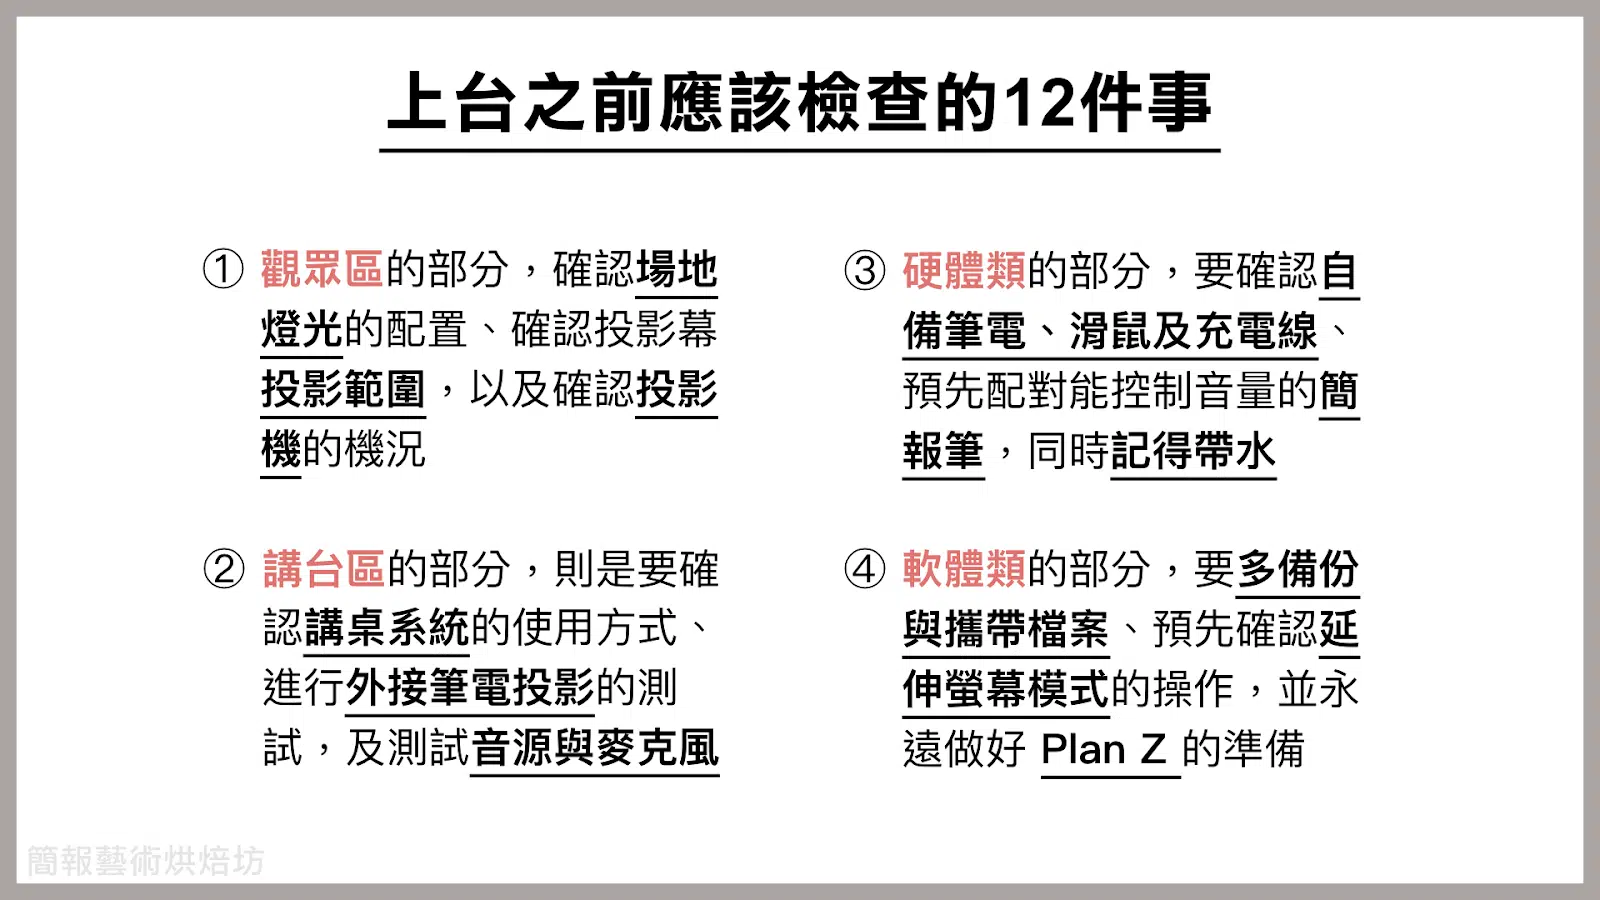 上台之前應該檢查的12件事
① 觀眾區的部分，確認場地
燈光的配置、確認投影幕
投影範圍，以及確認投影
機的機況
② 講台區的部分，則是要確
認講桌系統的使用方式、
進行外接筆電投影的測
試，及測試音源與麥克風
③ 硬體類的部分，要確認自
備筆電、滑鼠及充電線、
預先配對能控制音量的簡
報筆，同時記得帶水
④ 軟體類的部分，要多備份
與攜帶檔案、預先確認延
伸螢幕模式的操作，並永
遠做好 Plan Z 的準備
簡報藝術烘焙坊